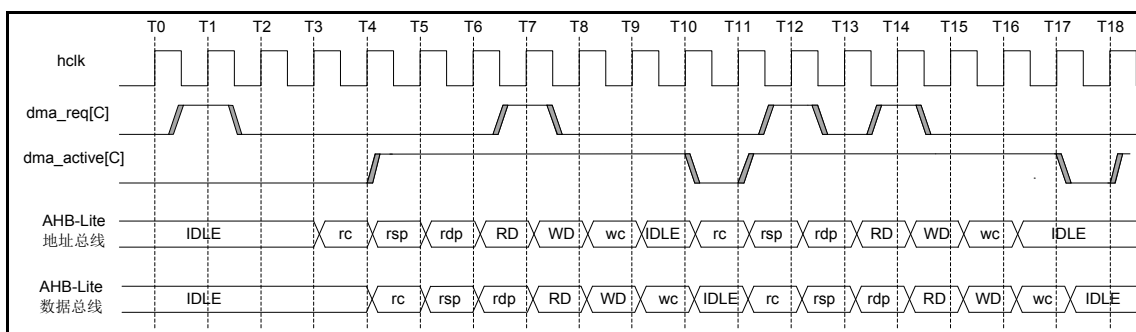 T0 T1 T2 T3 T4 T5 T6 T7 T8 T9 T10 T11 T12 T13 T14 T15 T16 T17 T18
hclk
dma_req[C]
dma_active[C]
AHB-Lite
地址总线
IDLE rc rsp rdp RD WD wc IDLE rc rsp rdp RD WD wc IDLE
AHB-Lite
数据总线
IDLE rc rsp rdp RD WD wc IDLE rc rsp rdp RD WD wc IDLE